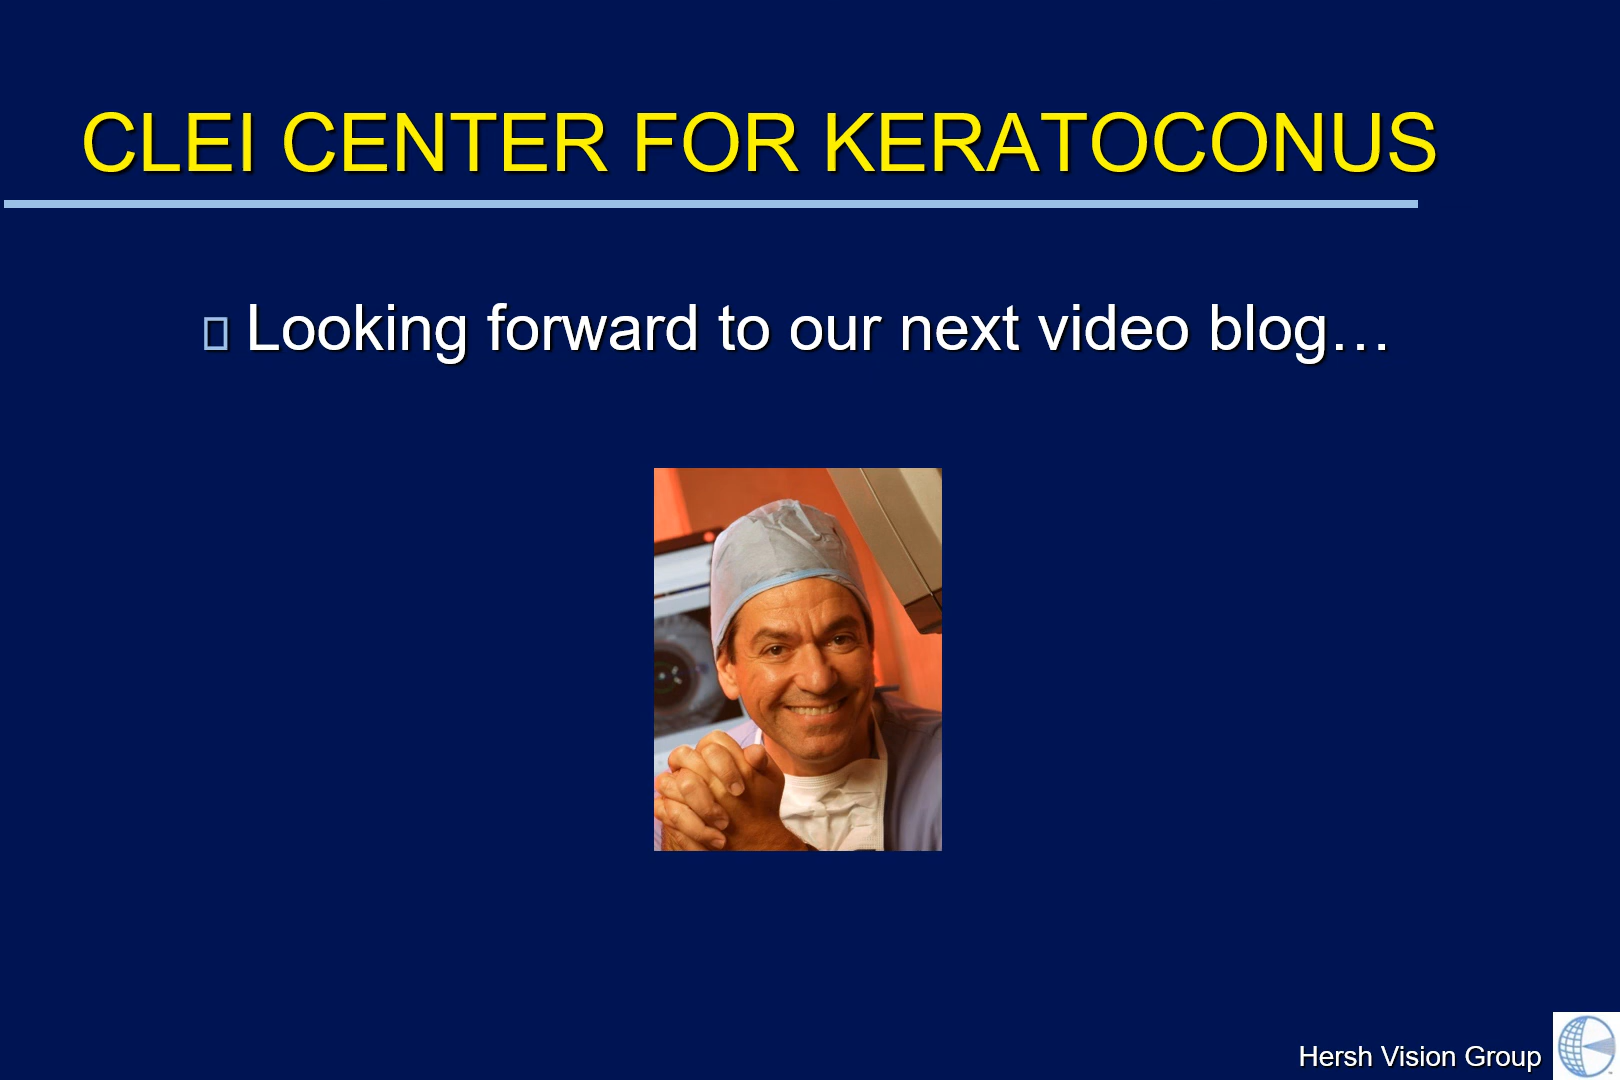 CLEI CENTER FOR KERATOCONUS
Looking forward to our next video blog…
Hersh Vision Group